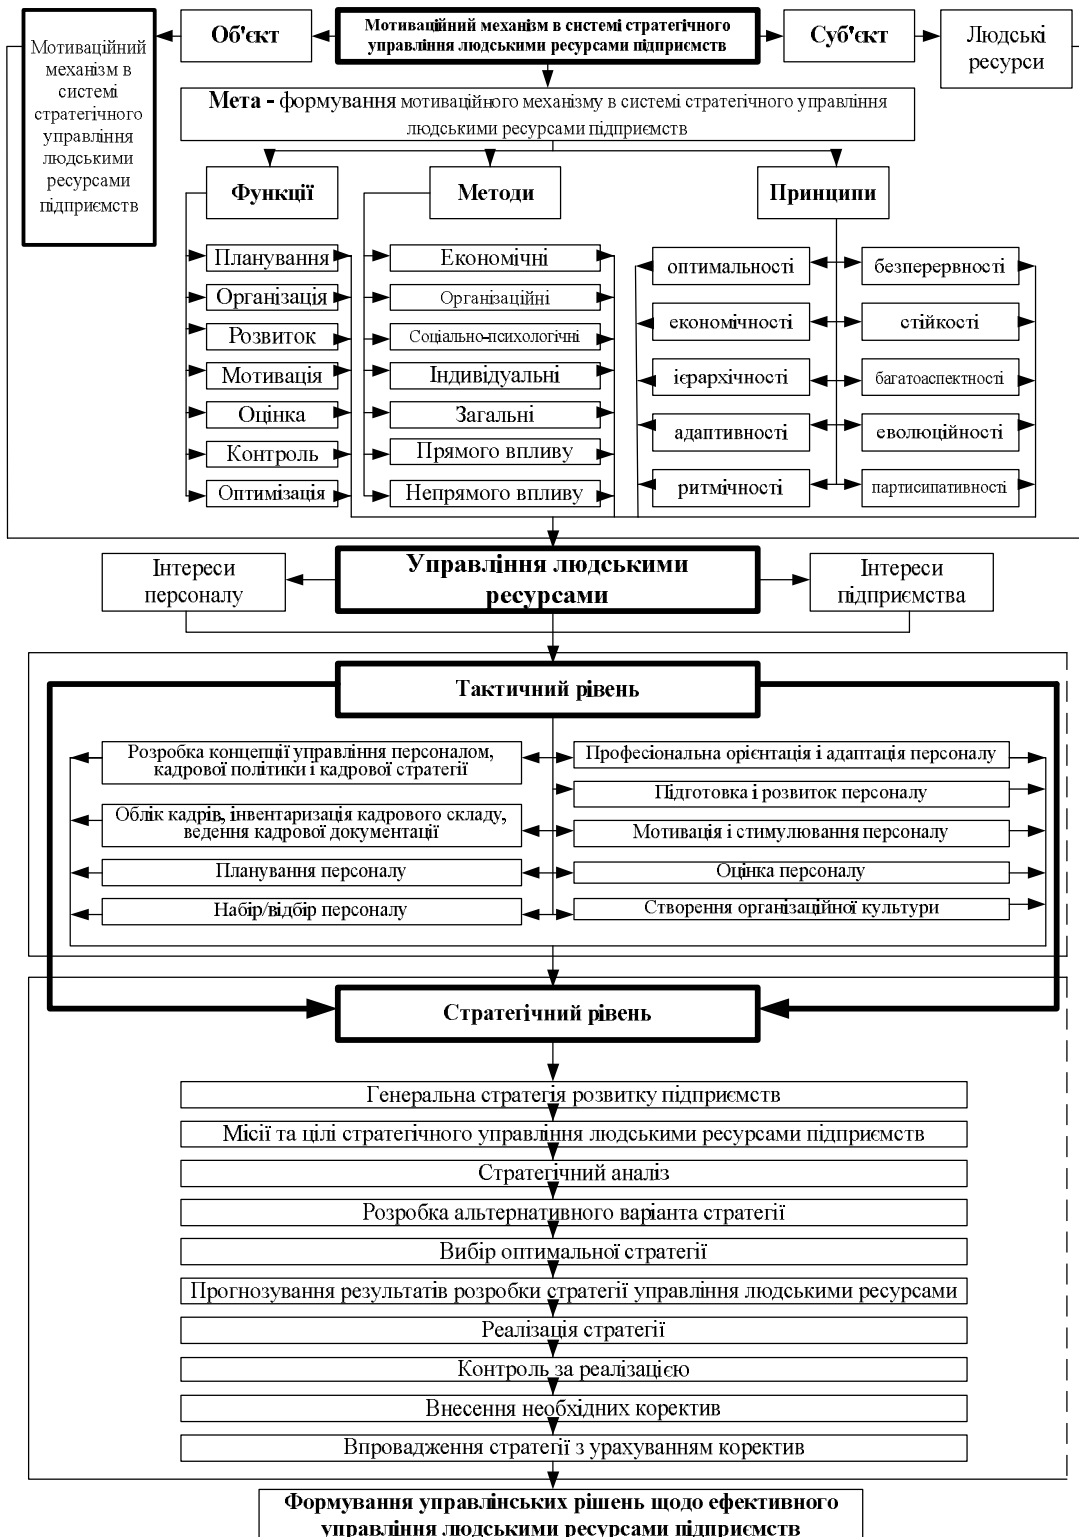 Мотиваційний механізм в системі стратегічного
управління людськими ресурсами підприємств
Об'єкт
Суб'єкт
Людські
ресурси
Мотиваційний
механізм в
системі
стратегічного
управління
людськими
ресурсами
підприємств
Мета - формування мотиваційного механізму в системі стратегічного управління
людськими ресурсами підприємств
Функції
Методи
Принципи
Планування
Організація
Розвиток
Мотивація
Оцінка
Контроль
Оптимізація
Економічні
Організаційні
Соціально-психологічні
Індивідуальні
Загальні
Прямого впливу
Непрямого впливу
оптимальності
економічності
ієрархічності
адаптивності
ритмічності
безперервності
стійкості
багатоаспектності
еволюційності
партисипативності
Управління людськими
ресурсами
Інтереси
персоналу
Інтереси
підприємства
Тактичний рівень
Розробка концепції управління персоналом,
кадрової політики і кадрової стратегії
Облік кадрів, інвентаризація кадрового складу,
ведення кадрової документації
Планування персоналу
Набір/відбір персоналу
Професіональна орієнтація і адаптація персоналу
Підготовка і розвиток персоналу
Мотивація і стимулювання персоналу
Оцінка персоналу
Створення організаційної культури
Стратегічний рівень
Генеральна стратегія розвитку підприємств
Місії та цілі стратегічного управління людськими ресурсами підприємств
Стратегічний аналіз
Розробка альтернативного варіанта стратегії
Вибір оптимальної стратегії
Прогнозування результатів розробки стратегії управління людськими ресурсами
Реалізація стратегії
Контроль за реалізацією
Внесення необхідних коректив
Впровадження стратегії з урахуванням коректив
Формування управлінських рішень щодо ефективного
управління людськими ресурсами підприємств